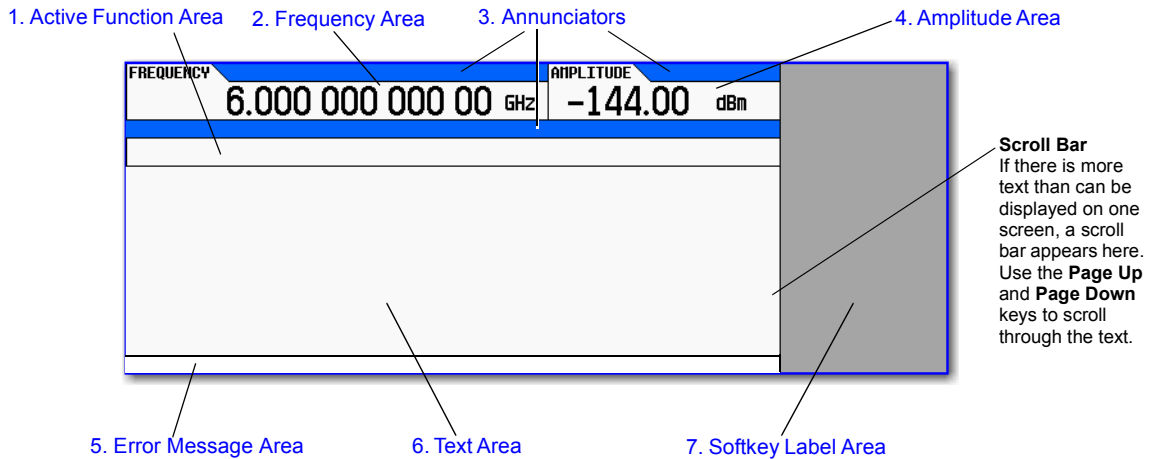 1. Active Function Area
2. Frequency Area
3. Annunciators
4. Amplitude Area
FREQUENCY
AMPLITUDE
6.000 000 000 00 GHz
-144.00 dBm
Scroll Bar
If there is more
text than can be
displayed on one
screen, a scroll
bar appears here.
Use the Page Up
and Page Down
keys to scroll
through the text.
5. Error Message Area
6. Text Area
7. Softkey Label Area